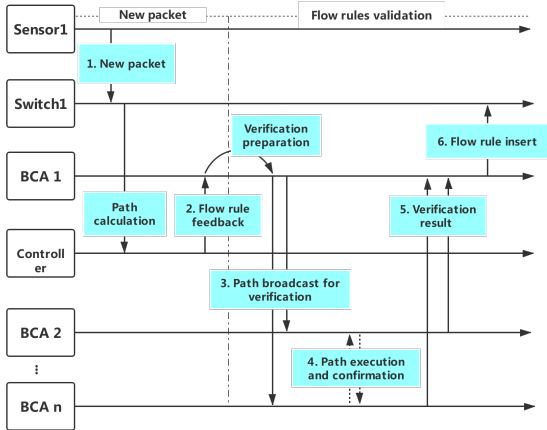 New packet
Flow rules validation
Sensor1
1. New packet
Switch1
Verification
preparation
6. Flow rule insert
BCA 1
Path
calculation
2. Flow rule
feedback
5. Verification
result
Controll
er
3. Path broadcast for
verification
BCA 2
4. Path execution
and confirmation
...
BCA n